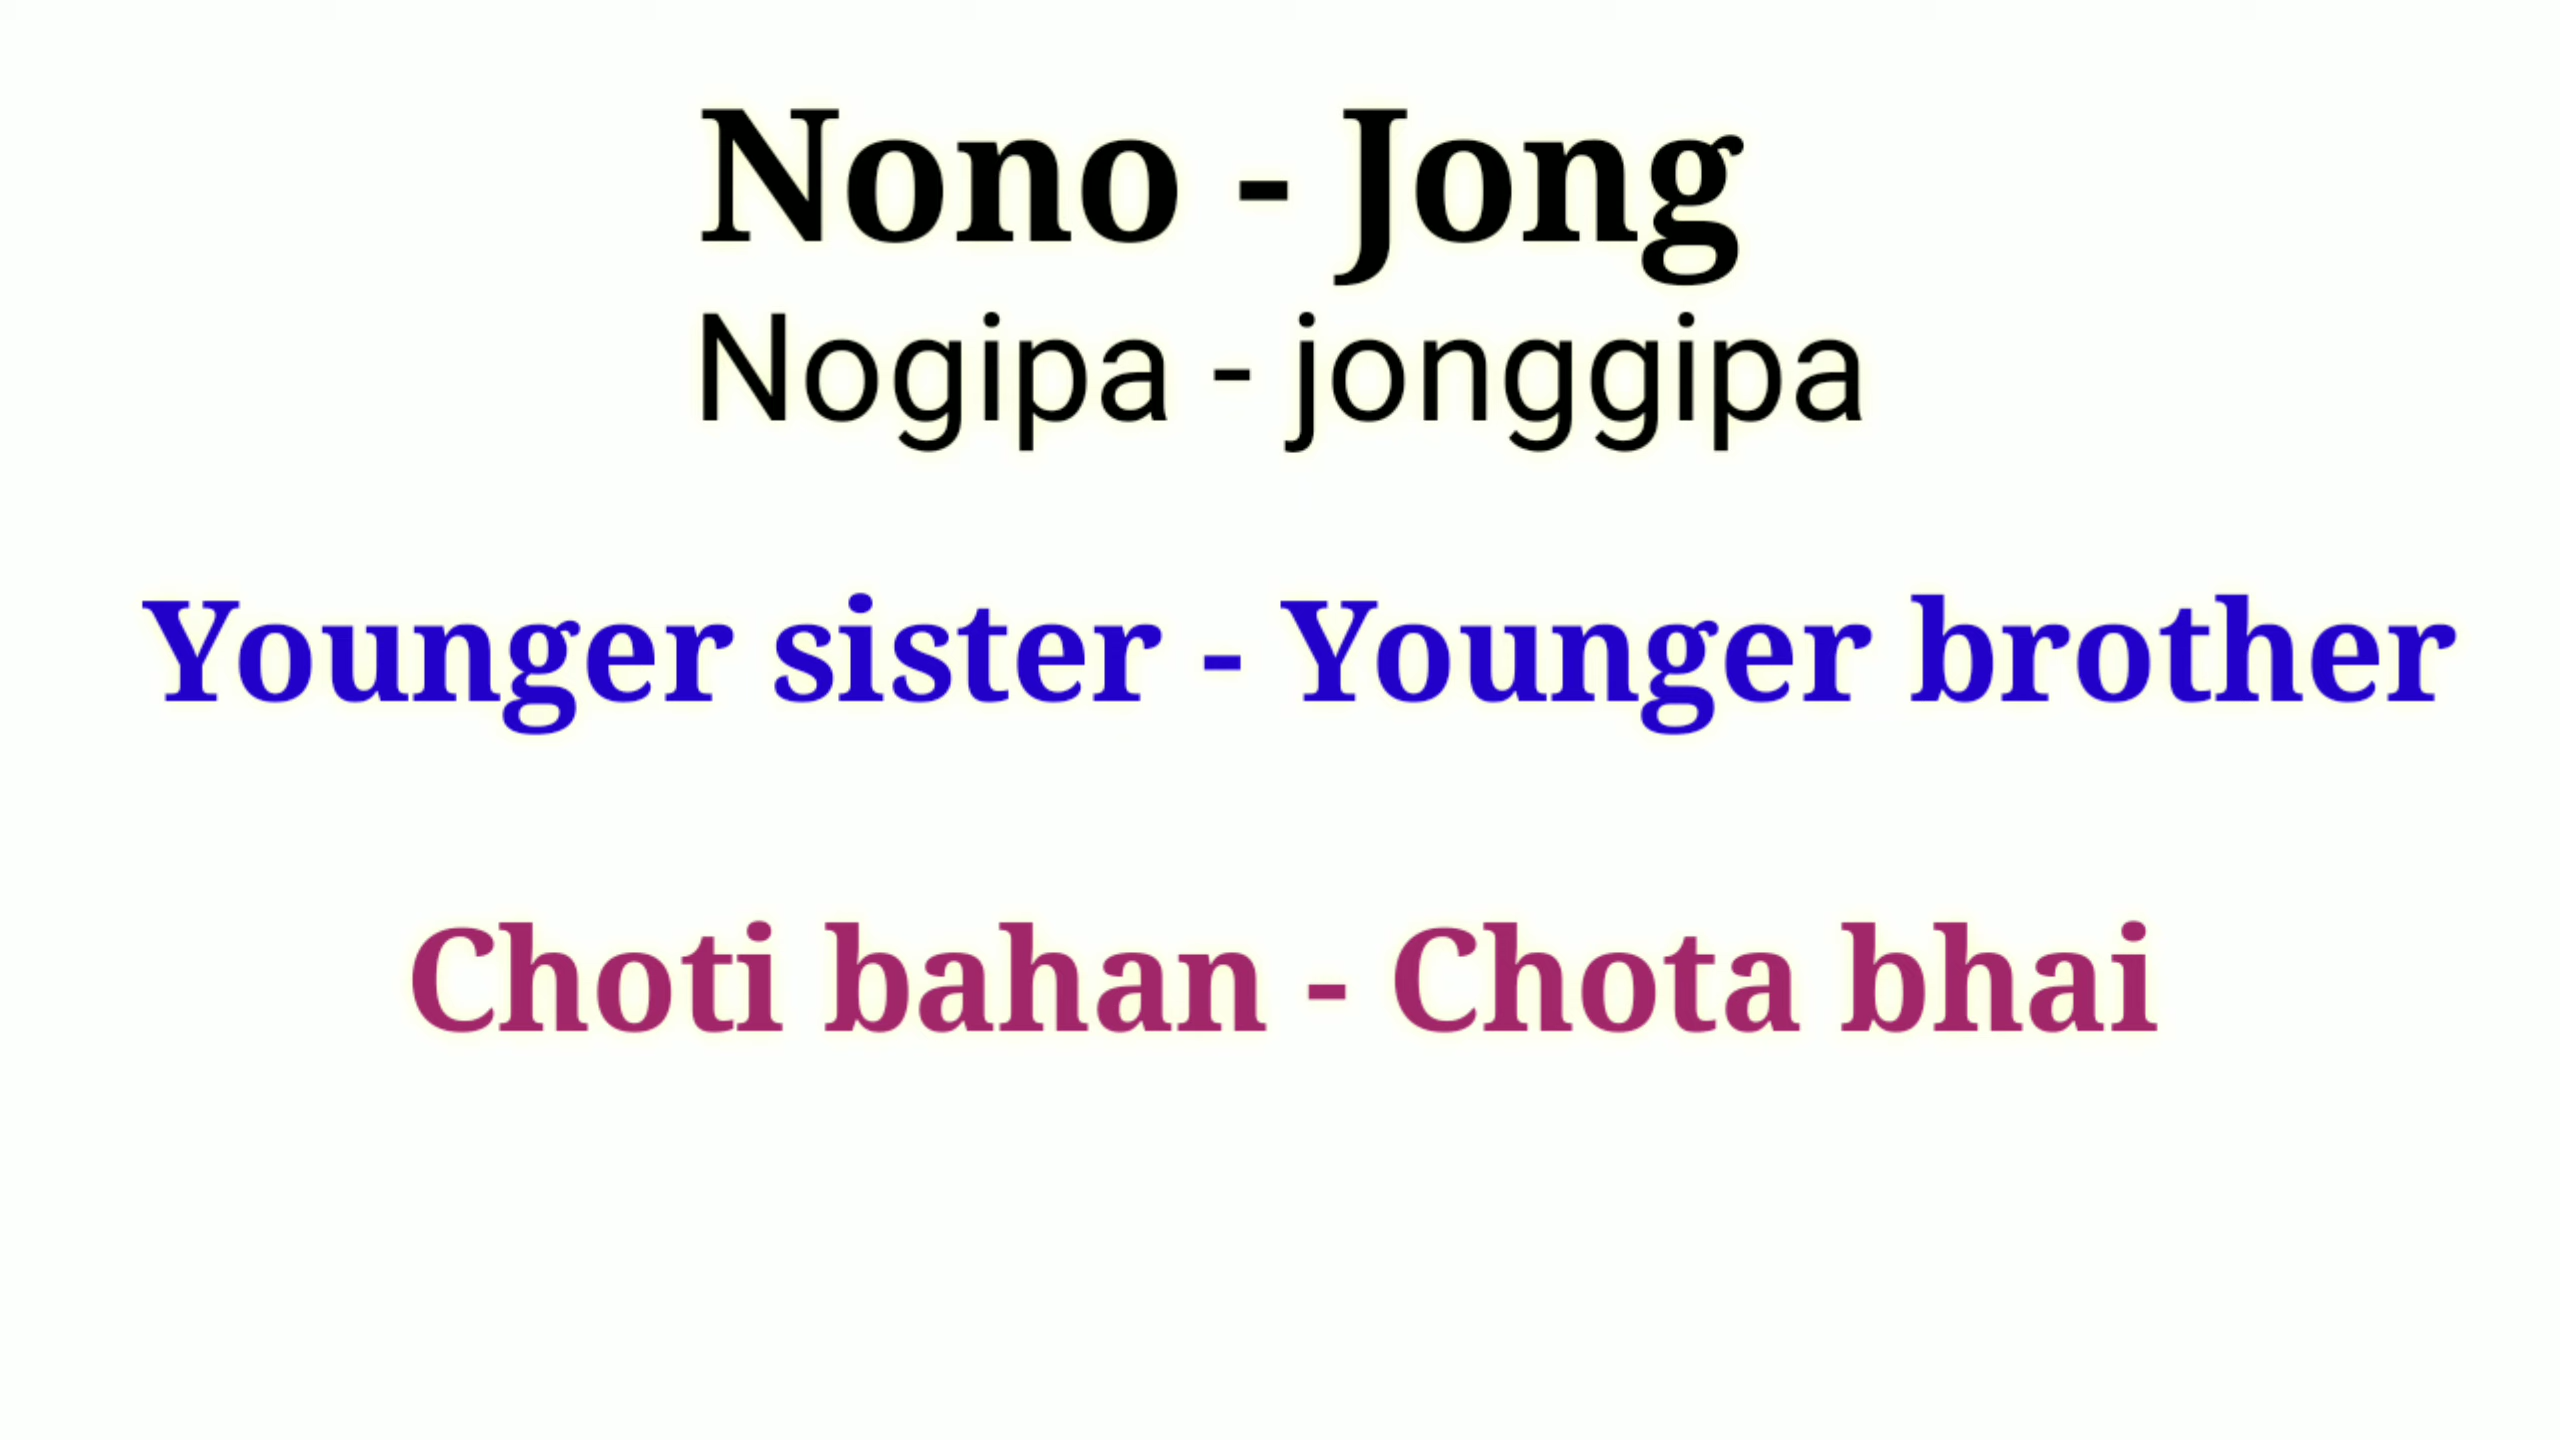 Nono - Jong
Nogipa - jonggipa
Younger sister - Younger brother
Choti bahan - Chota bhai